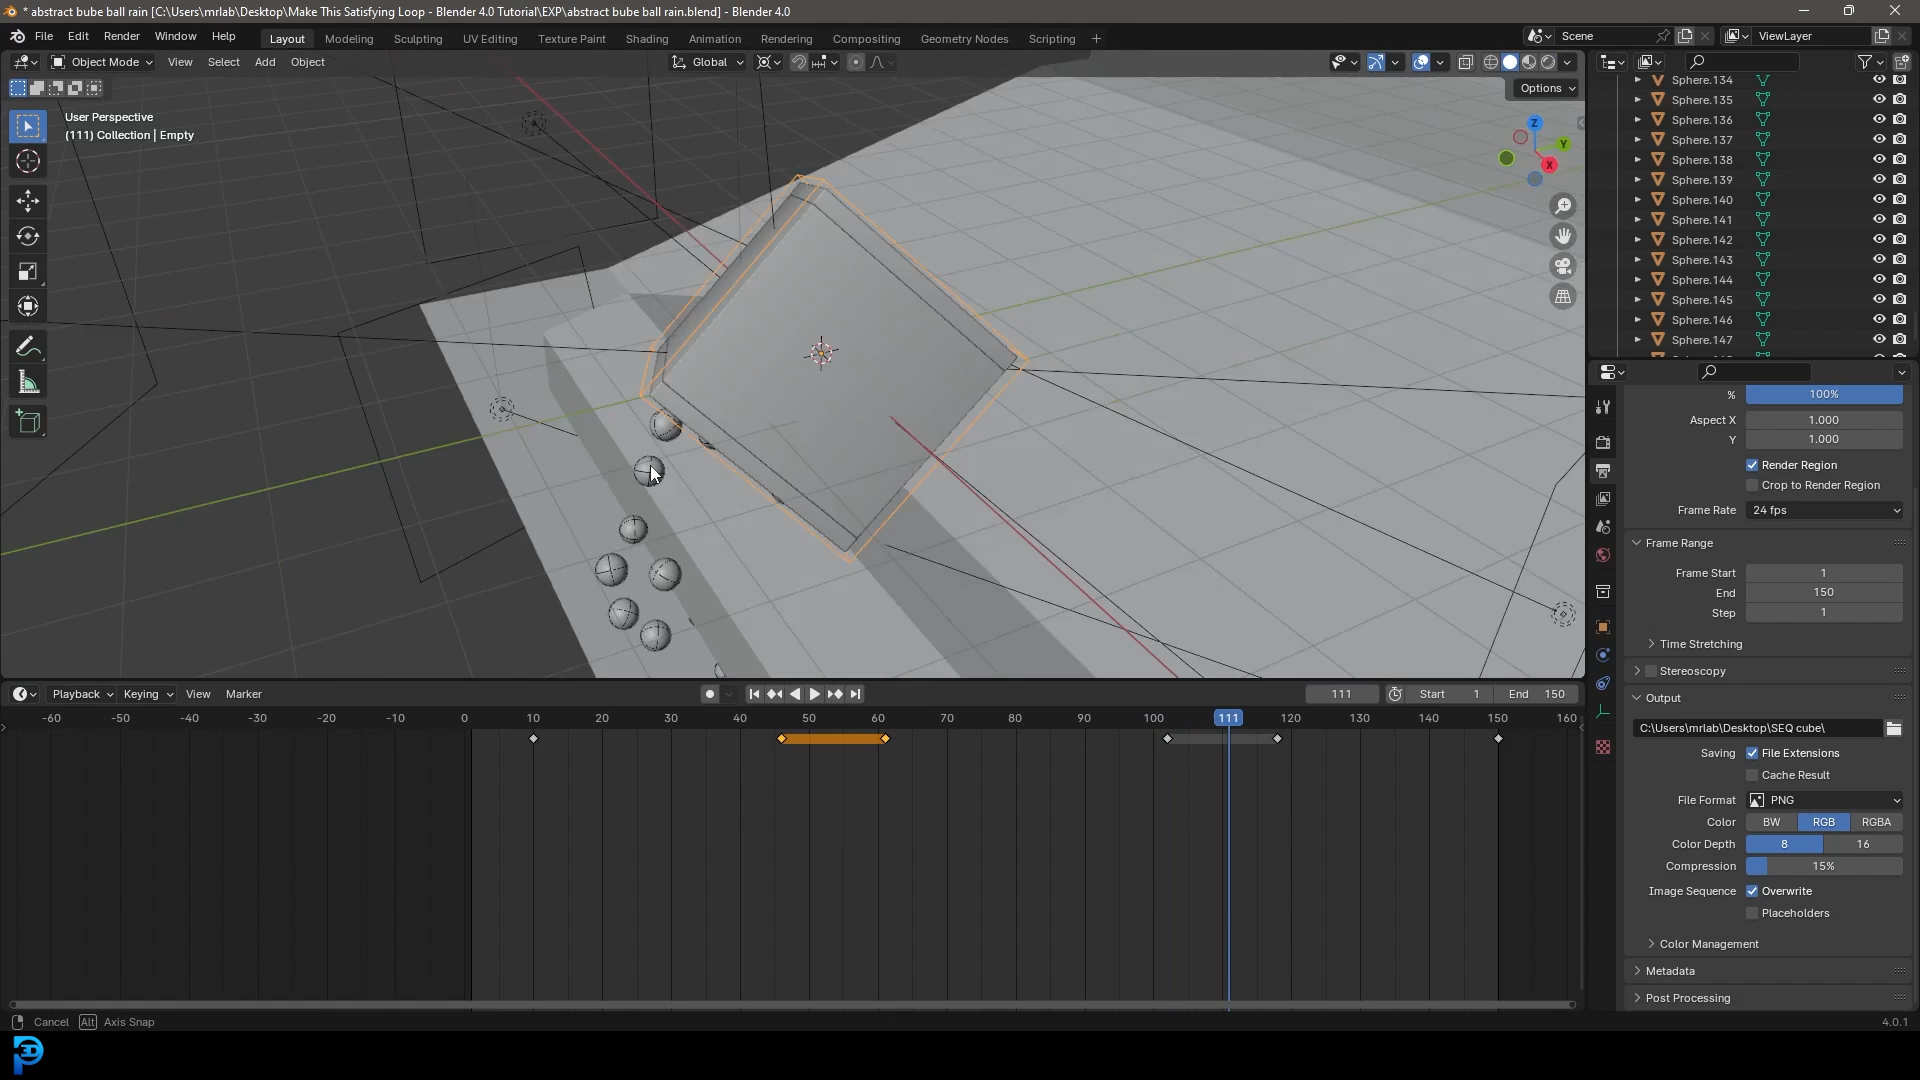 * abstract bube ball rain [C:\Users\mrlab\Desktop\Make This Satisfying Loop - Blender 4.0 Tutorial\EXP\abstract bube ball rain.blend] - Blender 4.0
File Edit Render Window Help Layout Modeling Sculpting UV Editing Texture Paint Shading Animation Rendering Compositing Geometry Nodes Scripting + Scene ViewLayer
Object Mode View Select Add Object Global
Options
User Perspective
(111) Collection | Empty
Z
Y
X
Sphere.134
Sphere.135
Sphere.136
Sphere.137
Sphere.138
Sphere.139
Sphere.140
Sphere.141
Sphere.142
Sphere.143
Sphere.144
Sphere.145
Sphere.146
Sphere.147
% 100%
Aspect X 1.000
Y 1.000
Render Region
Crop to Render Region
Frame Rate 24 fps
Frame Range
Frame Start 1
End 150
Step 1
Time Stretching
Stereoscopy
Output
C:\Users\mrlab\Desktop\SEQ cube\
Saving File Extensions
Cache Result
File Format PNG
Color BW RGB RGBA
Color Depth 8 16
Compression 15%
Image Sequence Overwrite
Placeholders
Color Management
Metadata
Post Processing
Playback Keying View Marker 111 Start 1 End 150
-60 -50 -40 -30 -20 -10 0 10 20 30 40 50 60 70 80 90 100 111 120 130 140 150 160
Cancel Alt Axis Snap 4.0.1